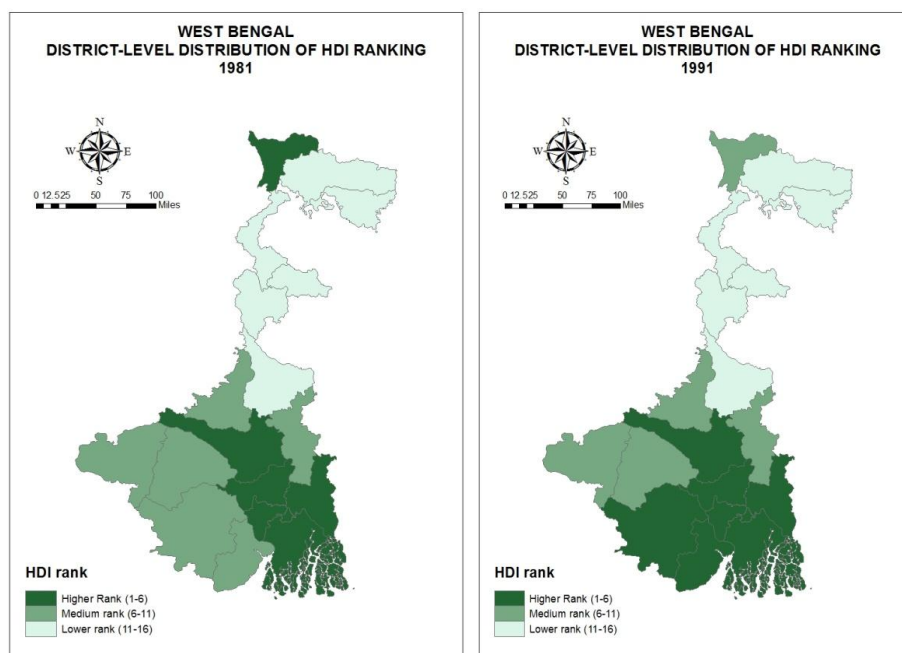 WEST BENGAL
DISTRICT-LEVEL DISTRIBUTION OF HDI RANKING
1981
N
W E
S
0 12.525 50 75 100
Miles
HDI rank
Higher Rank (1-6)
Medium rank (6-11)
Lower rank (11-16)
WEST BENGAL
DISTRICT-LEVEL DISTRIBUTION OF HDI RANKING
1991
N
W E
S
0 12.525 50 75 100
Miles
HDI rank
Higher Rank (1-6)
Medium rank (6-11)
Lower rank (11-16)